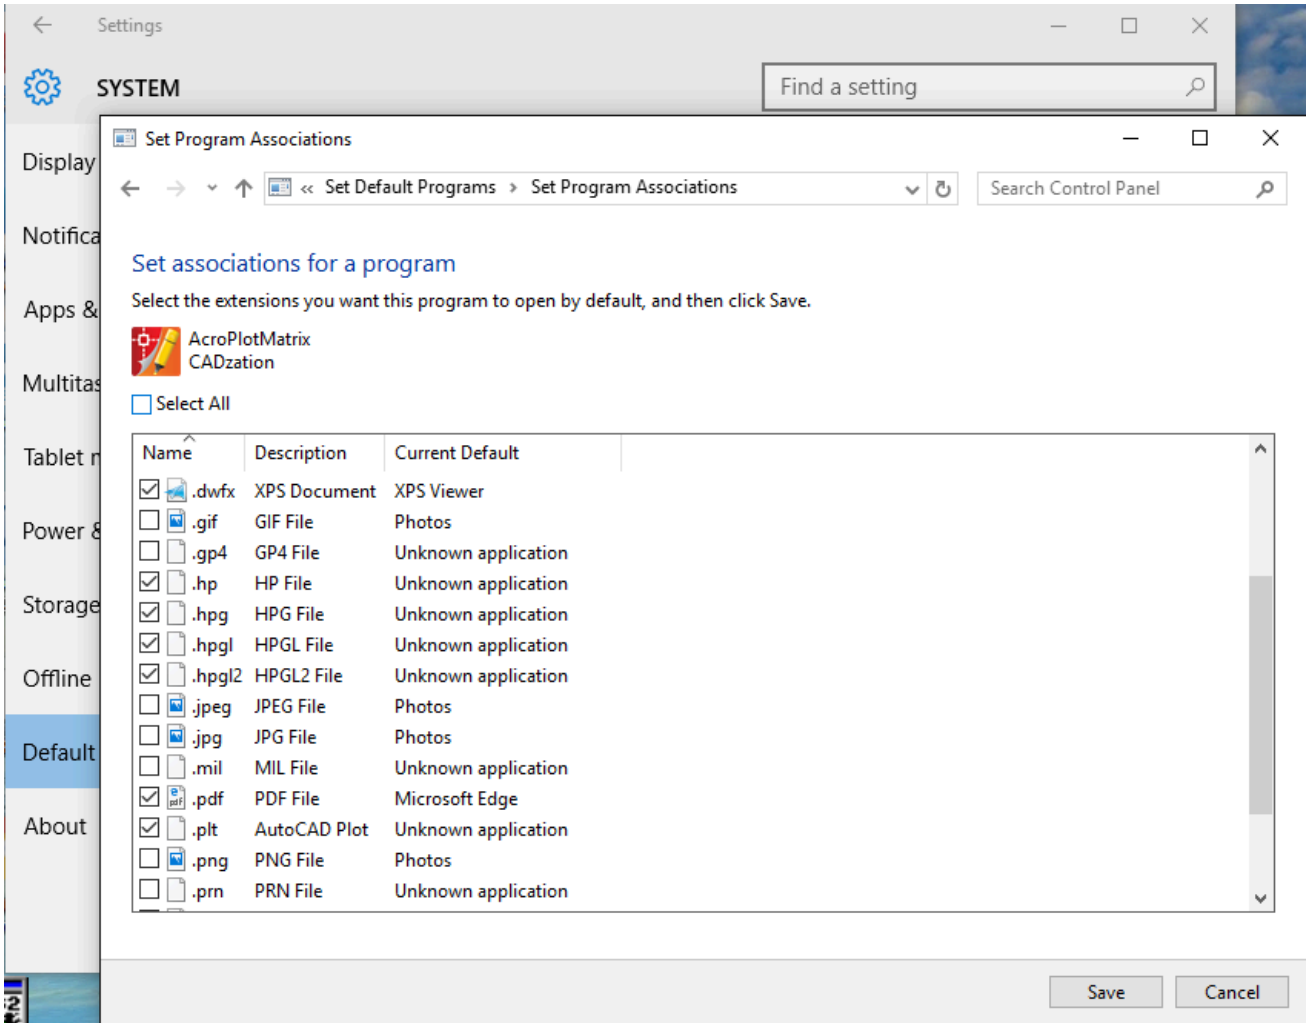 Settings
SYSTEM
Find a setting
Display
Notifica
Apps &
Multitas
Tablet
Power &
Storage
Offline
Default
About
Set Program Associations
« Set Default Programs > Set Program Associations
Search Control Panel
Set associations for a program
Select the extensions you want this program to open by default, and then click Save.
AcroPlotMatrix
CADzation
Select All
Name Description Current Default
.dwfx XPS Document XPS Viewer
.gif GIF File Photos
.gp4 GP4 File Unknown application
.hp HP File Unknown application
.hpg HPG File Unknown application
.hpgl HPGL File Unknown application
.hpgl2 HPGL2 File Unknown application
.jpeg JPEG File Photos
.jpg JPG File Photos
.mil MIL File Unknown application
.pdf PDF File Microsoft Edge
.plt AutoCAD Plot Unknown application
.png PNG File Photos
.prn PRN File Unknown application
Save Cancel